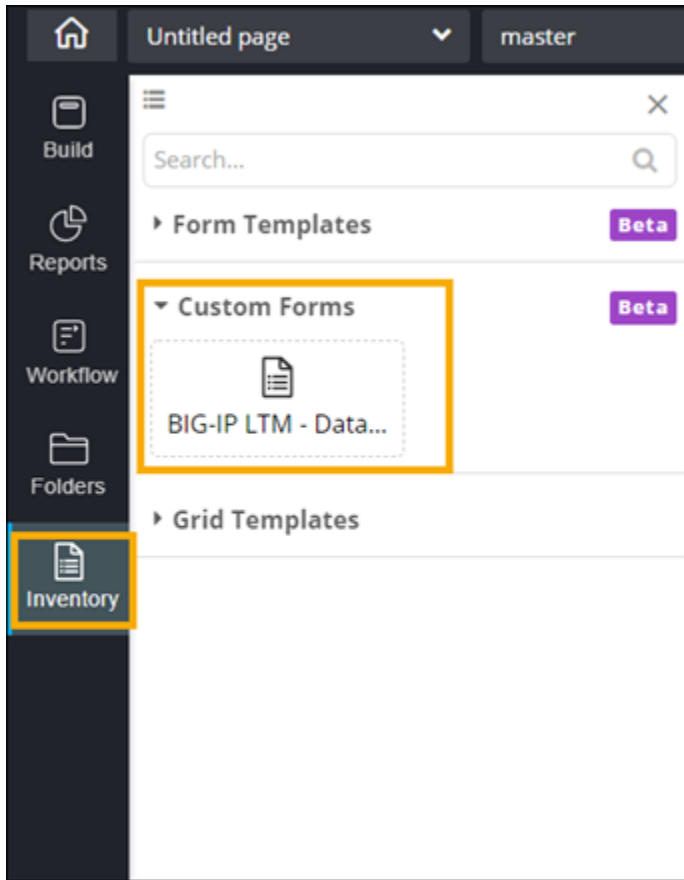 Untitled page
master
Build
Search...
Reports
Form Templates
Beta
Custom Forms
Beta
Workflow
BIG-IP LTM - Data...
Folders
Grid Templates
Inventory